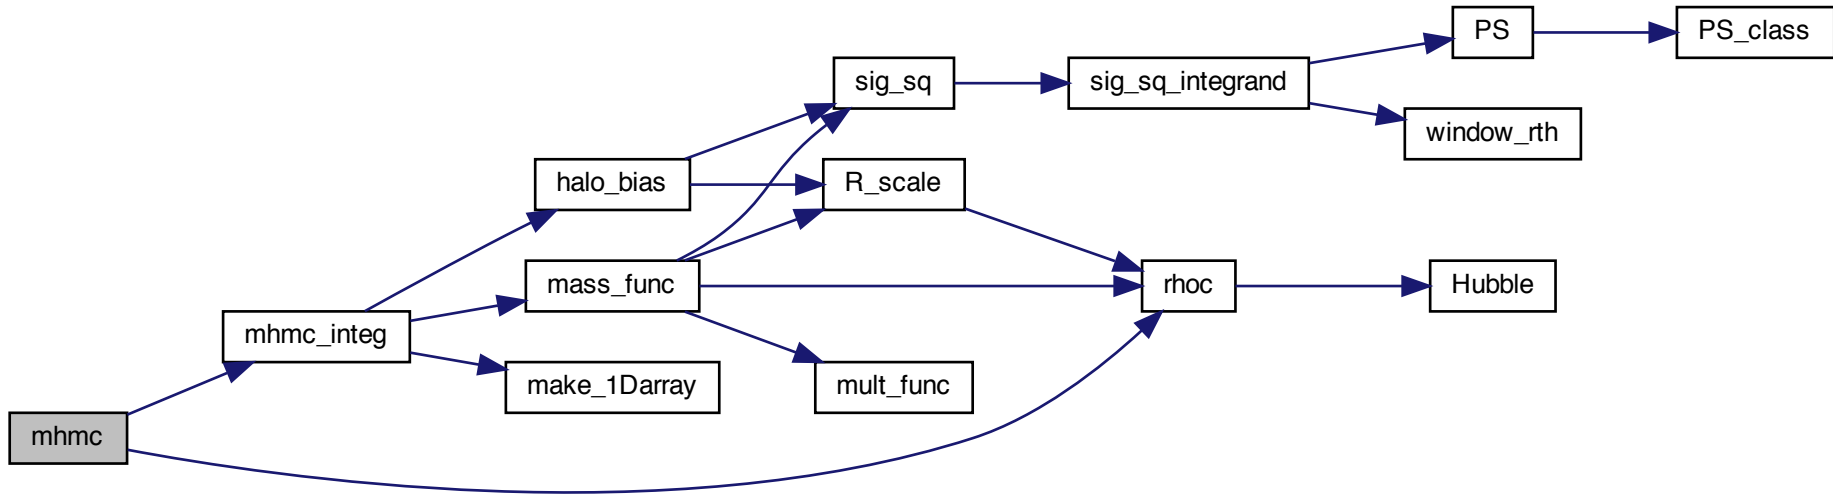 PS
PS_class
sig_sq
sig_sq_integrand
window_rth
halo_bias
R_scale
mass_func
rhoc
Hubble
mhmc_integ
make_1Darray
mult_func
mhmc